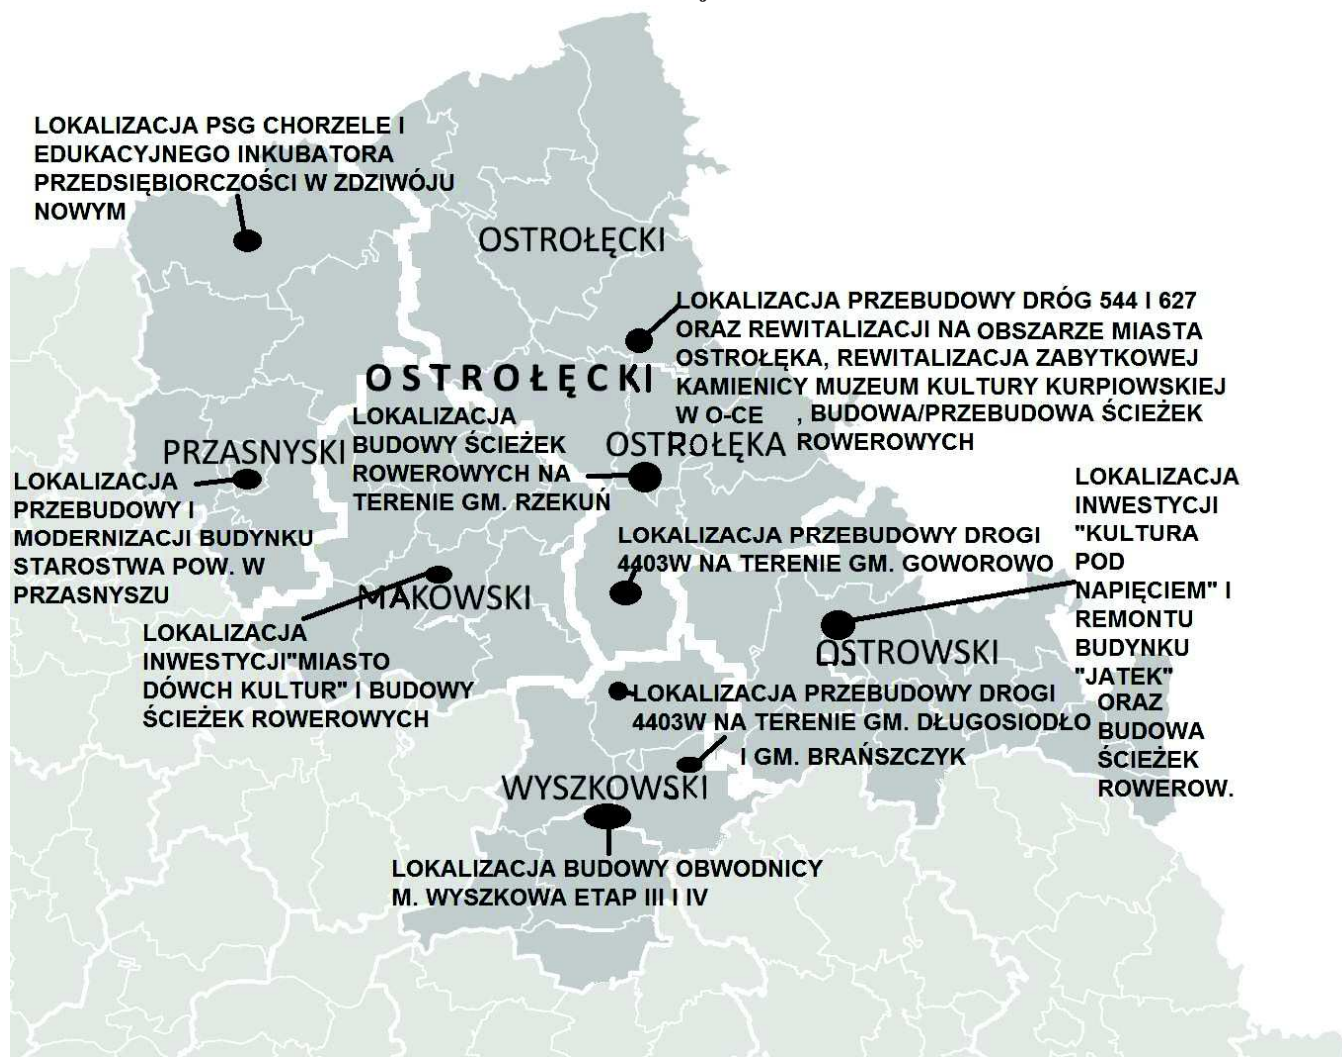 LOKALIZACJA PSG CHORZELE I
EDUKACYJNEGO INKUBATORA
PRZEDSIĘBIORCZOŚCI W ZDZIWÓJU
NOWYM
OSTROŁĘCKI
LOKALIZACJA PRZEBUDOWY DRÓG 544 I 627
ORAZ REWITALIZACJI NA OBSZARZE MIASTA
OSTROŁĘKA, REWITALIZACJA ZABYTKOWEJ
KAMIENICY MUZEUM KULTURY KURPIOWSKIEJ
W O-CE , BUDOWA/PRZEBUDOWA ŚCIEŻEK
ROWEROWYCH
OSTROŁĘCKI
LOKALIZACJA
BUDOWY ŚCIEŻEK
ROWEROWYCH NA
TERENIE GM. RZEKUŃ
OSTROŁĘKA
PRZASNYSKI
LOKALIZACJA
PRZEBUDOWY I
MODERNIZACJI BUDYNKU
STAROSTWA POW. W
PRZASNYSZU
LOKALIZACJA
INWESTYCJI
"KULTURA
POD
NAPIĘCIEM" I
REMONTU
BUDYNKU
"JATEK"
ORAZ
BUDOWA
ŚCIEŻEK
ROWEROW.
LOKALIZACJA PRZEBUDOWY DROGI
4403W NA TERENIE GM. GOWOROWO
MAKOWSKI
LOKALIZACJA
INWESTYCJI"MIASTO
DÓWCH KULTUR" I BUDOWY
ŚCIEŻEK ROWEROWYCH
OSTROWSKI
LOKALIZACJA PRZEBUDOWY DROGI
4403W NA TERENIE GM. DŁUGOSIODŁO
I GM. BRAŃSZCZYK
WYSZKOWSKI
LOKALIZACJA BUDOWY OBWODNICY
M. WYSZKOWA ETAP III I IV